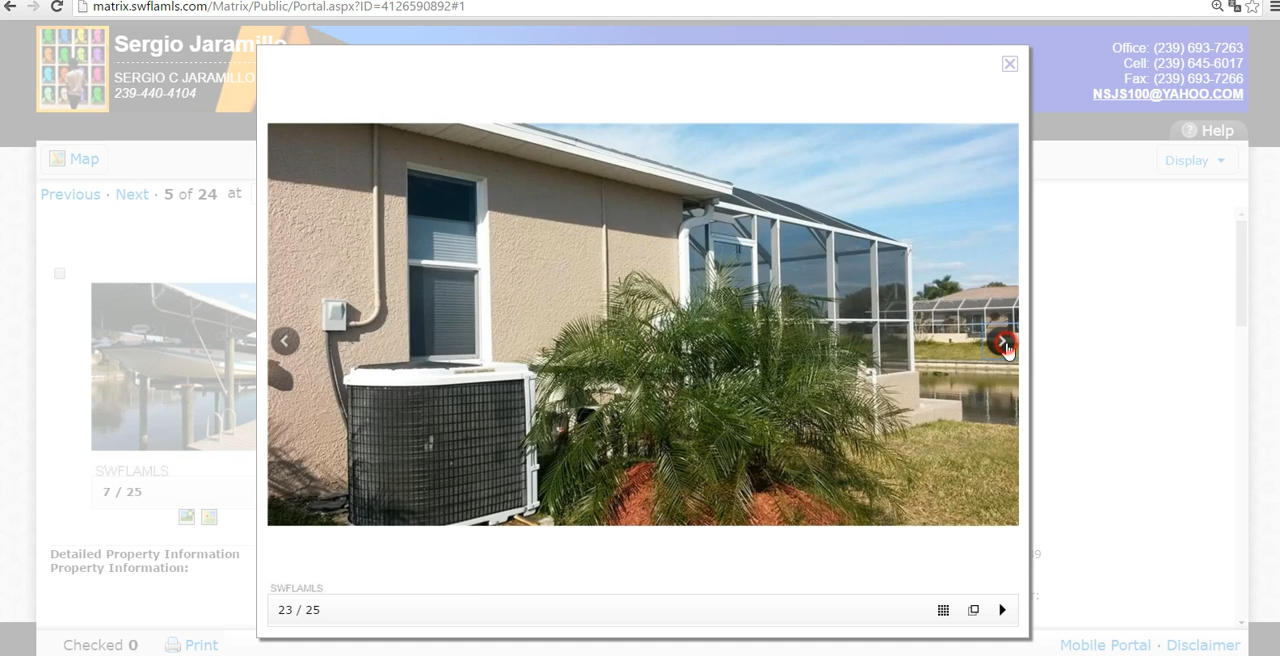 matrix.swflamls.com/Matrix/Public/Portal.aspx?ID=4126590892#1
Sergio Jaramillo
SERGIO C JARAMILLO
239-440-4104
Office: (239) 693-7263
Cell: (239) 645-6017
Fax: (239) 693-7266
NSJS100@YAHOO.COM
? Help
Map
Display
Previous · Next · 5 of 24 at
SWFLAMLS
7 / 25
Detailed Property Information
Property Information:
SWFLAMLS
23 / 25
Checked 0
Print
Mobile Portal · Disclaimer